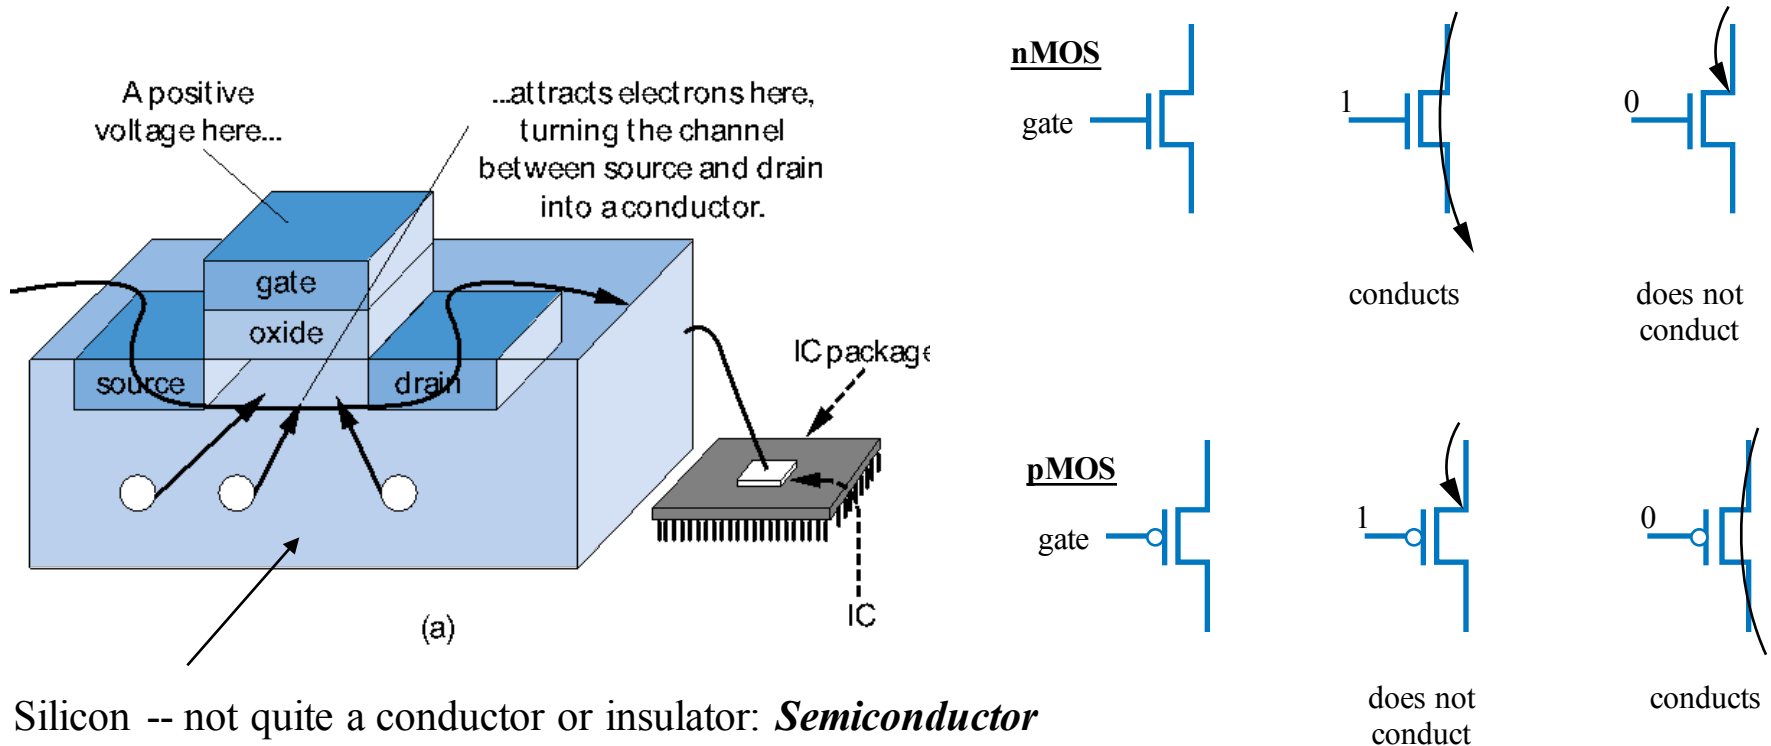 A positive
voltage here...
...attracts electrons here,
turning the channel
between source and drain
into a conductor.
gate
oxide
source
drain
IC package
IC
(a)
Silicon -- not quite a conductor or insulator: Semiconductor
nMOS
gate
1
conducts
0
does not
conduct
pMOS
gate
1
does not
conduct
0
conducts